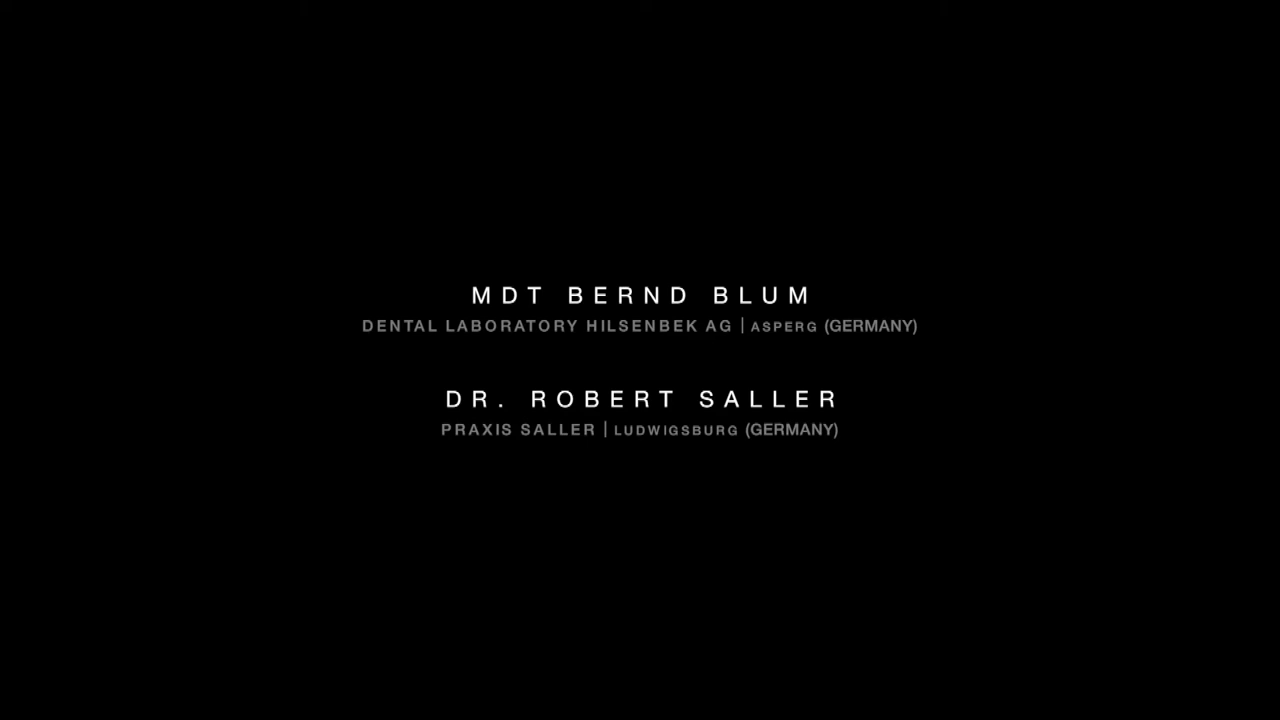 MDT BERND BLUM
DENTAL LABORATORY HILSENBEK AG | ASPERG (GERMANY)
DR. ROBERT SALLER
PRAXIS SALLER | LUDWIGSBURG (GERMANY)